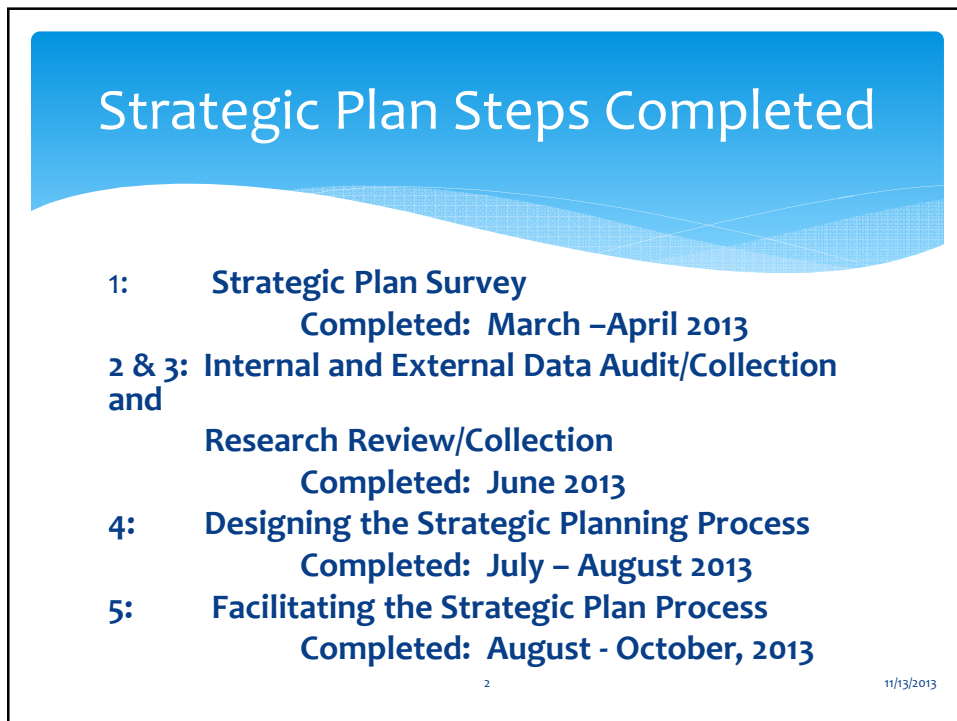 Strategic Plan Steps Completed
1: Strategic Plan Survey
Completed: March –April 2013
2 & 3: Internal and External Data Audit/Collection
and
Research Review/Collection
Completed: June 2013
4: Designing the Strategic Planning Process
Completed: July – August 2013
5: Facilitating the Strategic Plan Process
Completed: August - October, 2013
2 11/13/2013